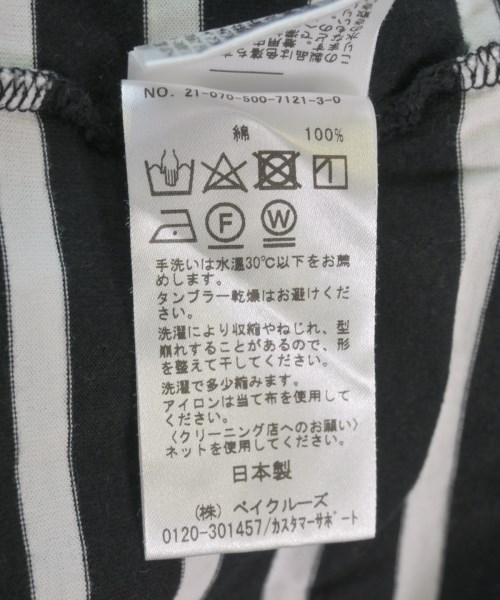 NO. 21-070-500-7121-3-0
綿 100%
F W
手洗いは水温30℃以下をお薦
めします。
タンブラー乾燥はお避けくだ
さい。
洗濯により収縮やねじれ、型
崩れすることがあるので、形
を整えて干してください。
洗濯で多少縮みます。
アイロンは当て布を使用して
ください。
〈クリーニング店へのお願い〉
ネットを使用してください。
日本製
(株) ベイクルーズ
0120-301457/カスタマーサポート